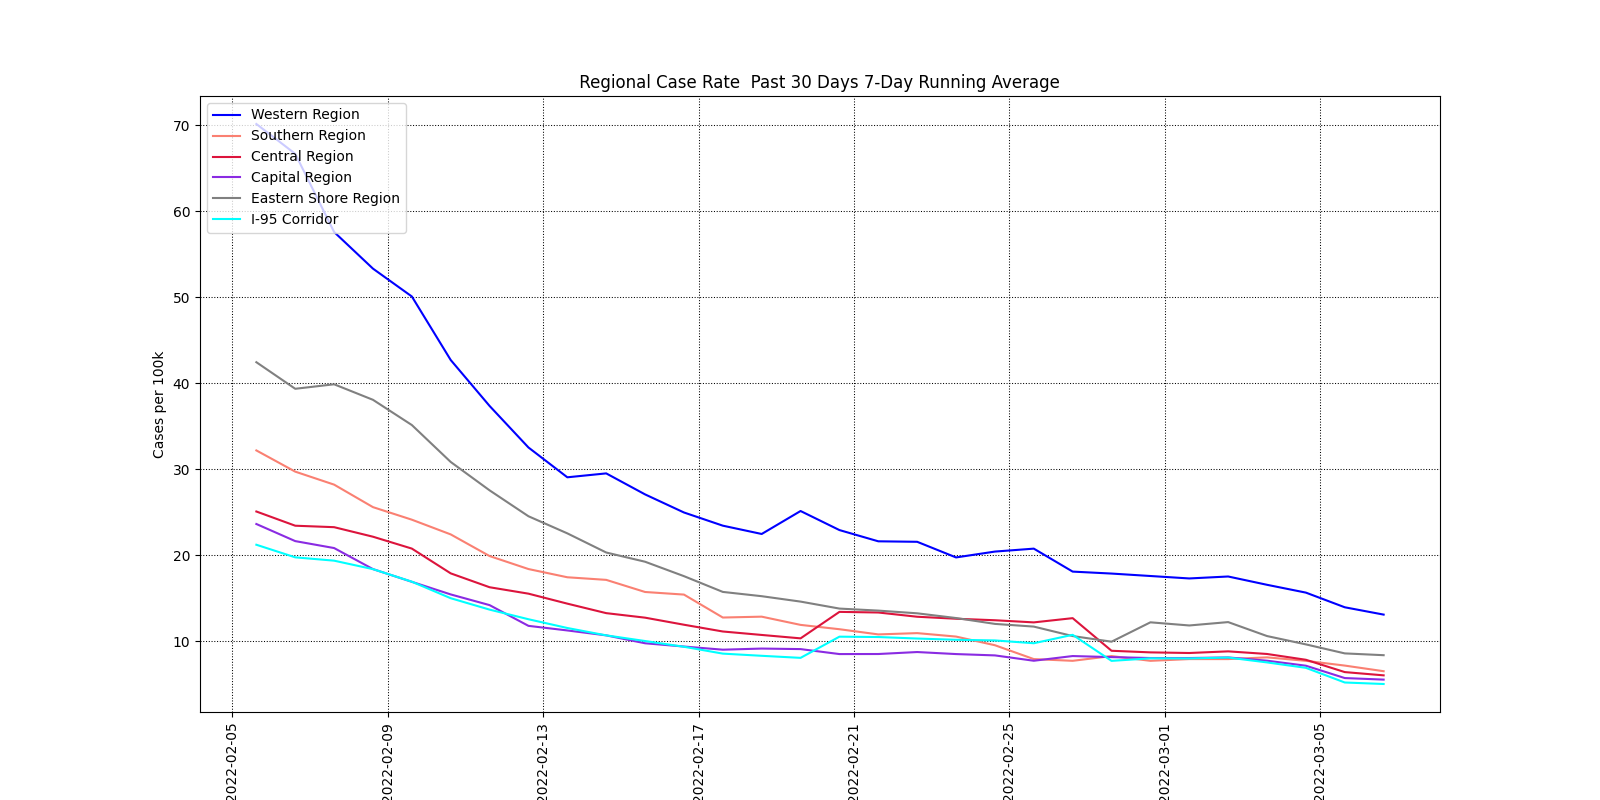 Regional Case Rate  Past 30 Days 7-Day Running Average
Western Region
Southern Region
Central Region
Capital Region
Eastern Shore Region
I-95 Corridor
Cases per 100k
70
60
50
40
30
20
10
2022-02-05
2022-02-09
2022-02-13
2022-02-17
2022-02-21
2022-02-25
2022-03-01
2022-03-05